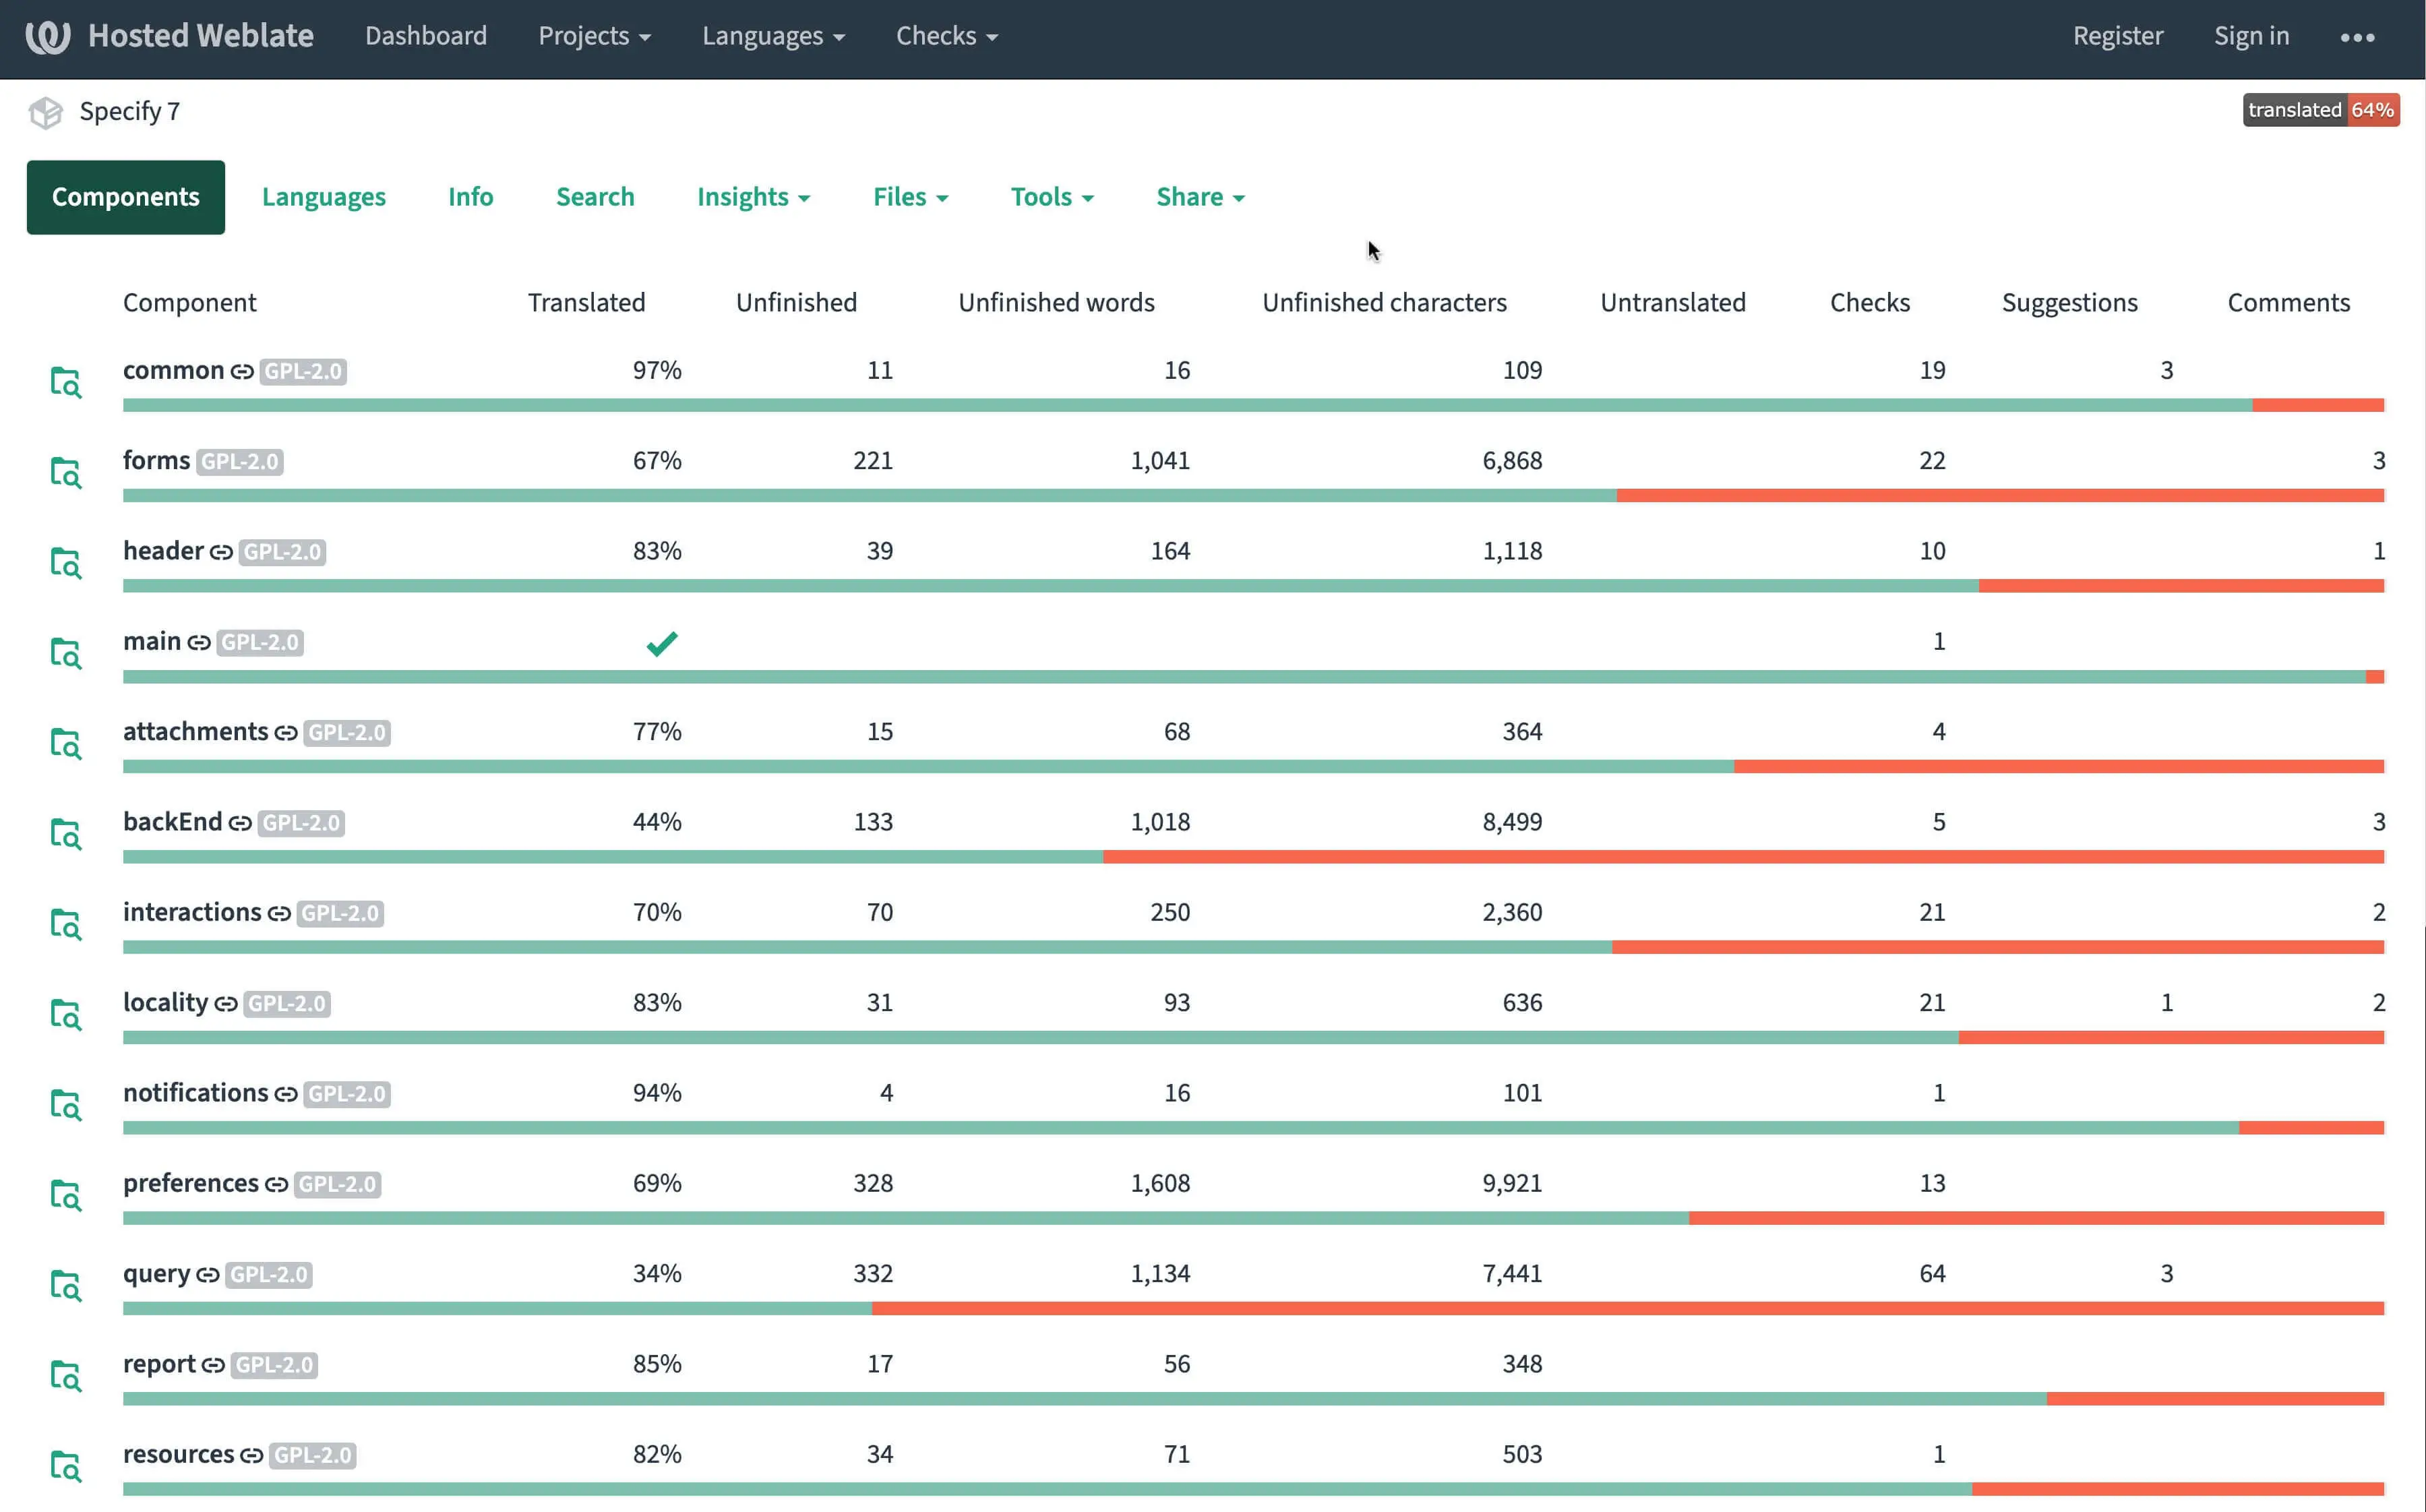 Hosted Weblate Dashboard Projects Languages Checks Register Sign in
Specify 7 translated 64%
Components Languages Info Search Insights Files Tools Share
Component Translated Unfinished Unfinished words Unfinished characters Untranslated Checks Suggestions Comments
common GPL-2.0 97% 11 16 109 19 3
forms GPL-2.0 67% 221 1,041 6,868 22 3
header GPL-2.0 83% 39 164 1,118 10 1
main GPL-2.0 1
attachments GPL-2.0 77% 15 68 364 4
backEnd GPL-2.0 44% 133 1,018 8,499 5 3
interactions GPL-2.0 70% 70 250 2,360 21 2
locality GPL-2.0 83% 31 93 636 21 1 2
notifications GPL-2.0 94% 4 16 101 1
preferences GPL-2.0 69% 328 1,608 9,921 13
query GPL-2.0 34% 332 1,134 7,441 64 3
report GPL-2.0 85% 17 56 348
resources GPL-2.0 82% 34 71 503 1